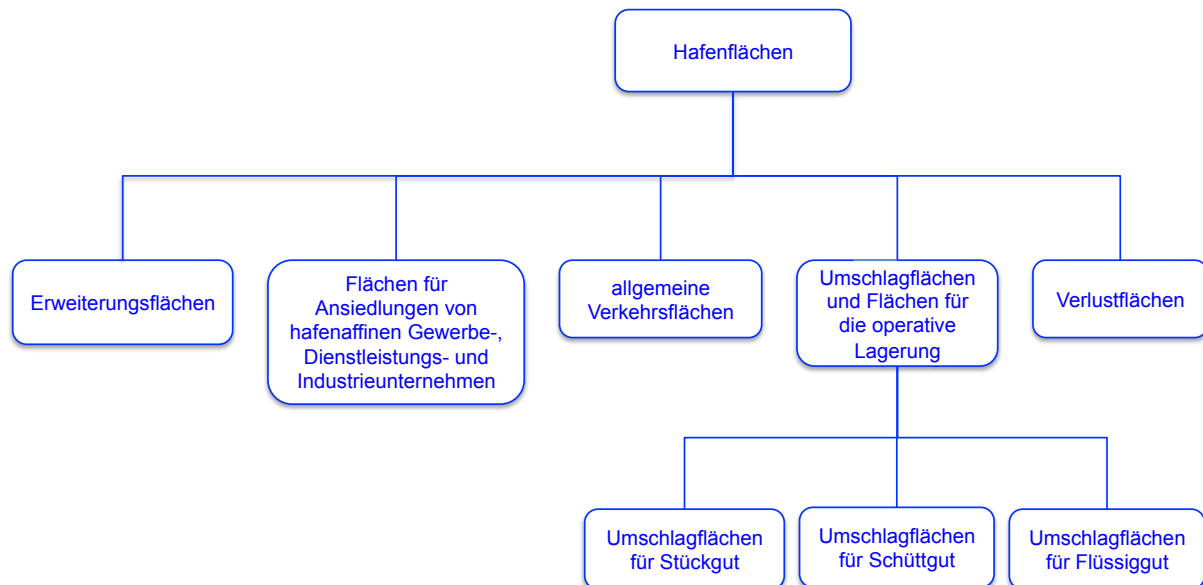 Hafenflächen
Erweiterungsflächen
Flächen für
Ansiedlungen von
hafenaffinen Gewerbe-,
Dienstleistungs- und
Industrieunternehmen
allgemeine
Verkehrsflächen
Umschlagflächen
und Flächen für
die operative
Lagerung
Verlustflächen
Umschlagflächen
für Stückgut
Umschlagflächen
für Schüttgut
Umschlagflächen
für Flüssiggut